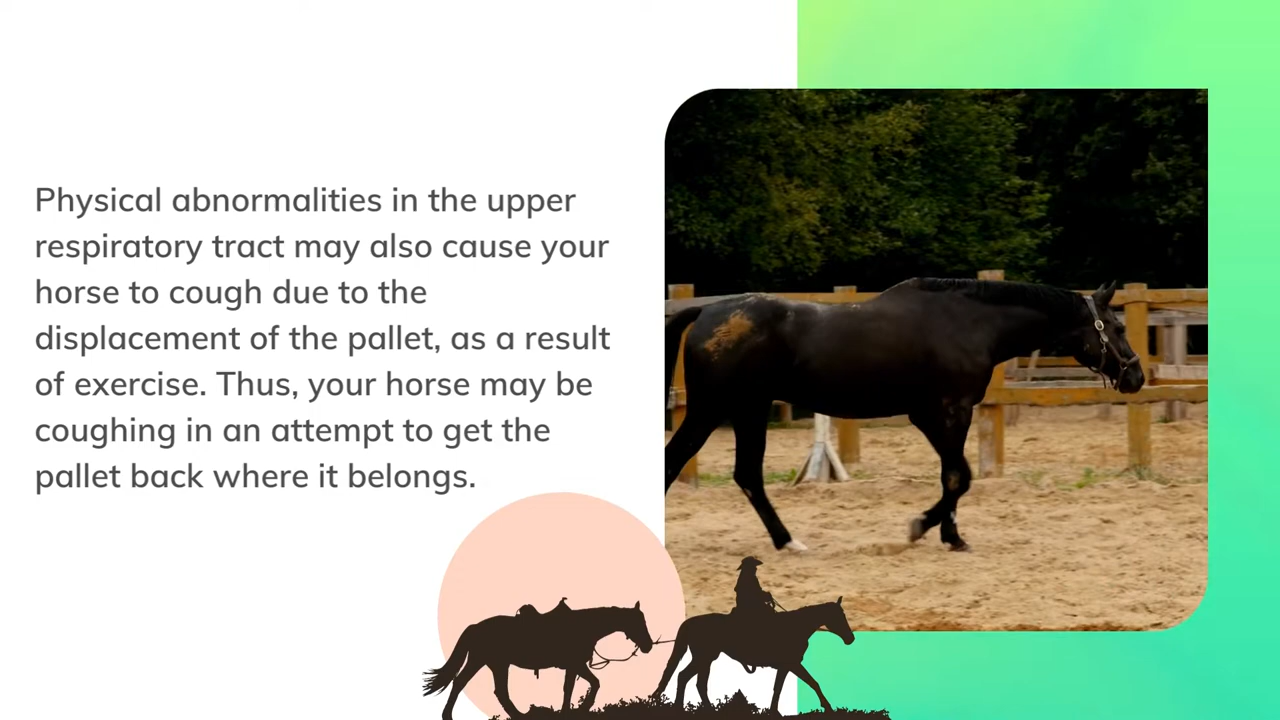 Physical abnormalities in the upper
respiratory tract may also cause your
horse to cough due to the
displacement of the pallet, as a result
of exercise. Thus, your horse may be
coughing in an attempt to get the
pallet back where it belongs.